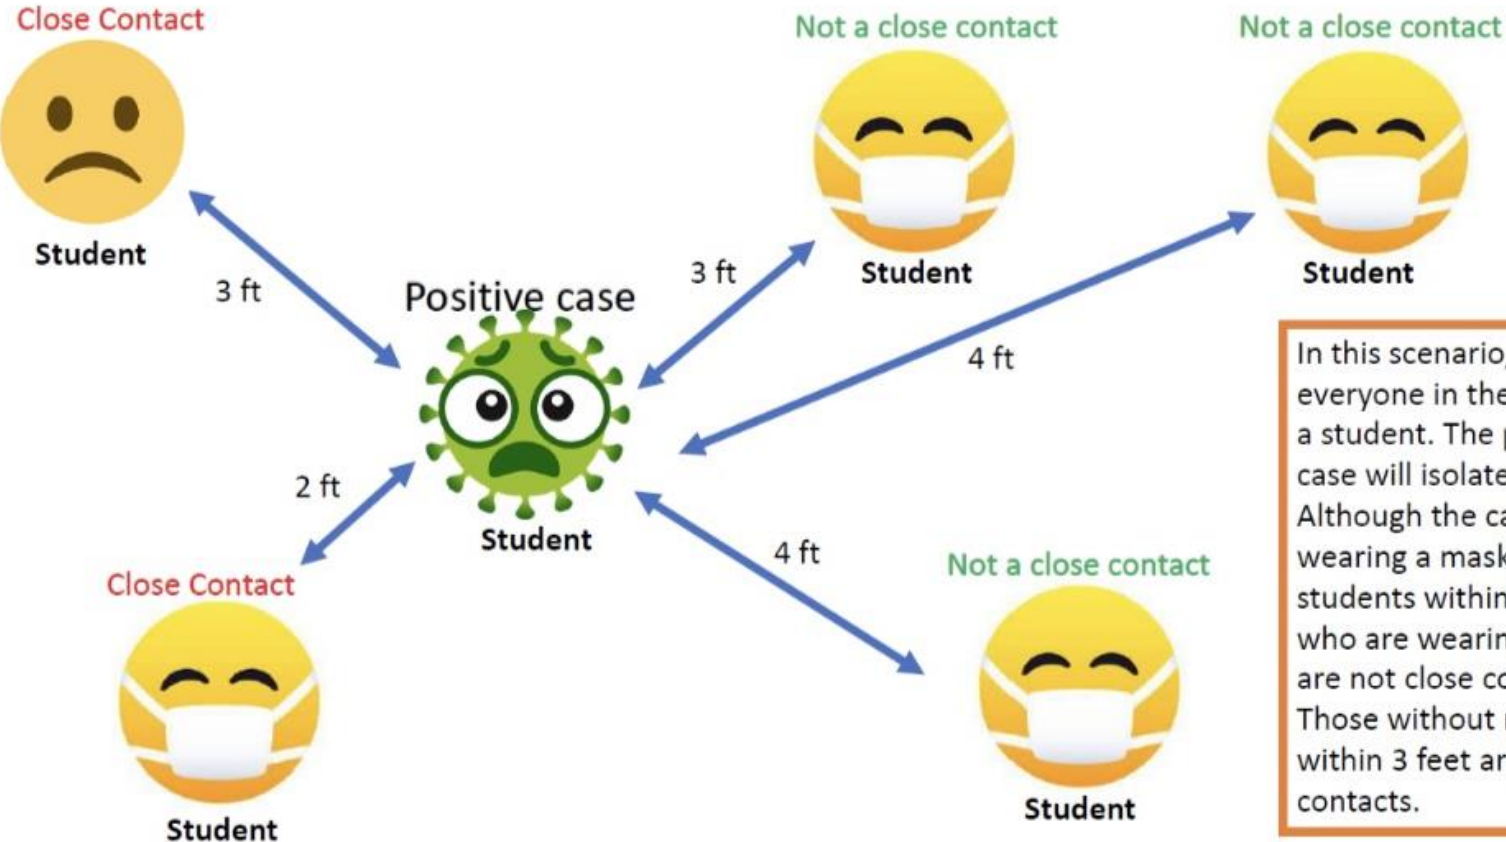 Close Contact
Not a close contact
Not a close contact
Student
Student
Student
3 ft
3 ft
Positive case
4 ft
2 ft
Student
4 ft
Close Contact
Not a close contact
Student
Student
In this scenario,
everyone in the
a student. The
case will isolate
Although the
wearing a mask
students within
who are
are not close
Those without
within 3 feet
contacts.